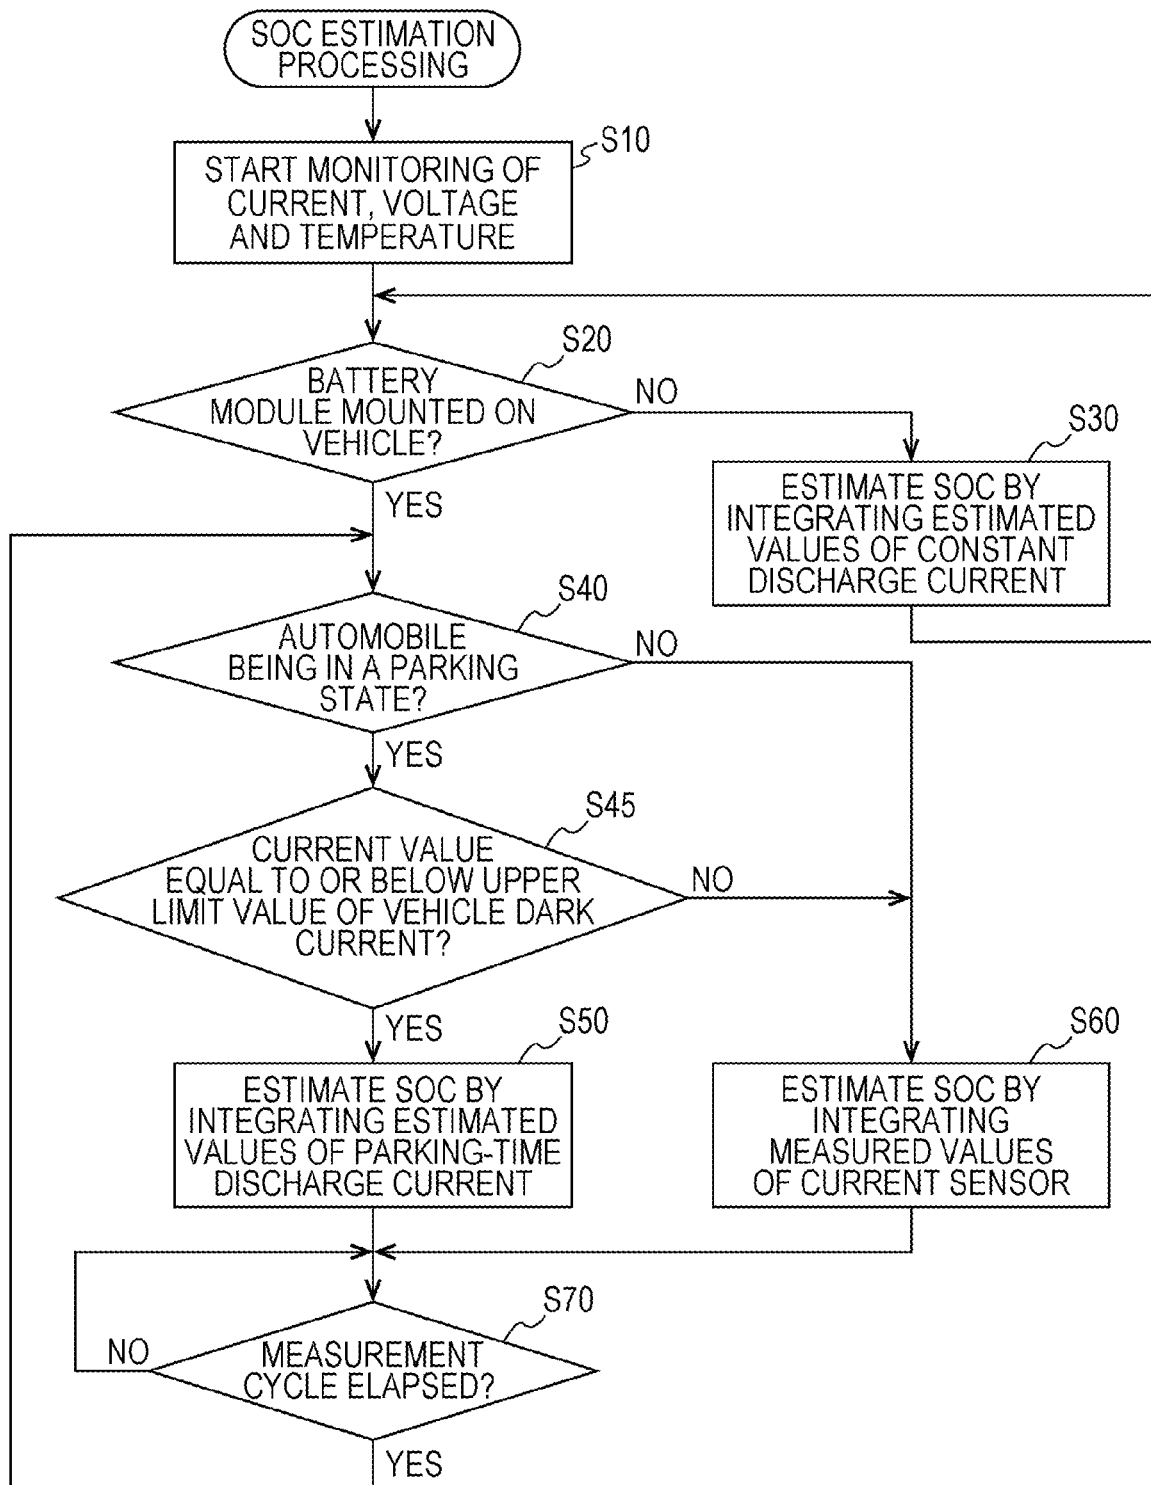 SOC ESTIMATION
PROCESSING
S10
START MONITORING OF
CURRENT, VOLTAGE
AND TEMPERATURE
S20
BATTERY
MODULE MOUNTED ON
VEHICLE?
NO
YES
S30
ESTIMATE SOC BY
INTEGRATING ESTIMATED
VALUES OF CONSTANT
DISCHARGE CURRENT
S40
AUTOMOBILE
BEING IN A PARKING
STATE?
NO
YES
S45
CURRENT VALUE
EQUAL TO OR BELOW UPPER
LIMIT VALUE OF VEHICLE DARK
CURRENT?
NO
YES
S50
ESTIMATE SOC BY
INTEGRATING ESTIMATED
VALUES OF PARKING-TIME
DISCHARGE CURRENT
S60
ESTIMATE SOC BY
INTEGRATING
MEASURED VALUES
OF CURRENT SENSOR
S70
MEASUREMENT
CYCLE ELAPSED?
NO
YES